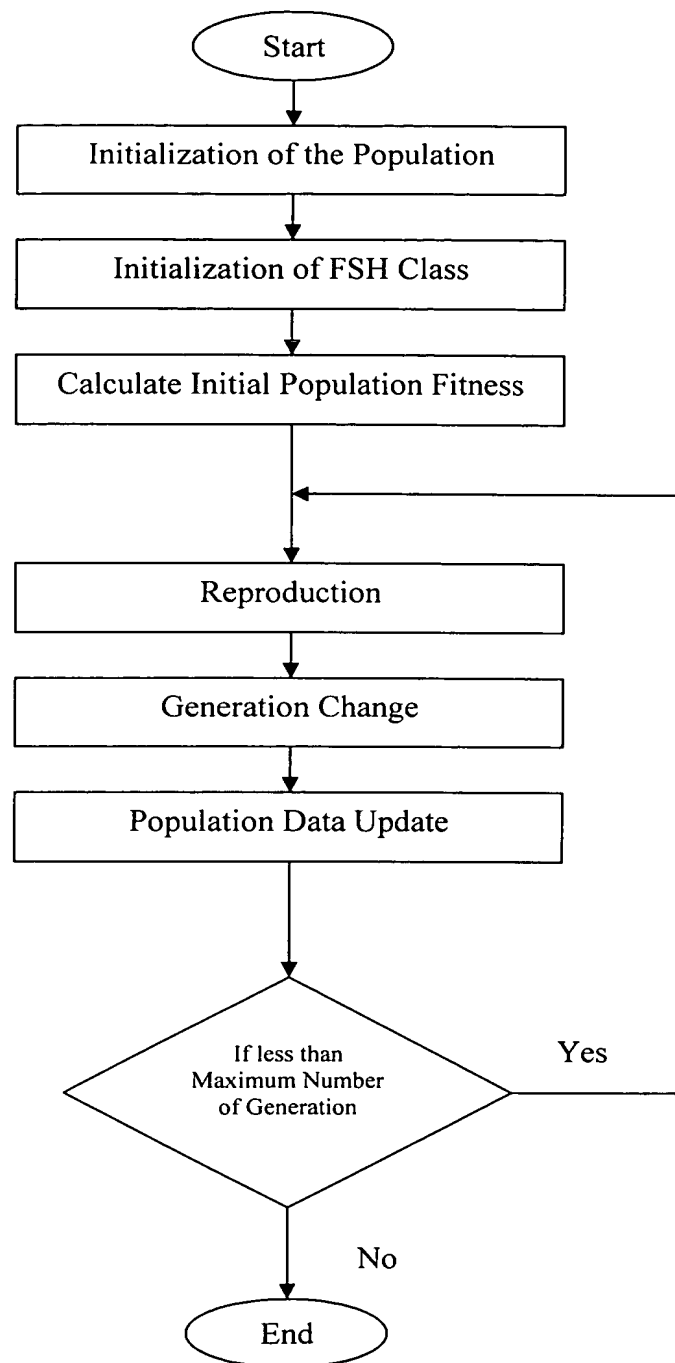 Start
Initialization of the Population
Initialization of FSH Class
Calculate Initial Population Fitness
Reproduction
Generation Change
Population Data Update
If less than
Maximum Number
of Generation
Yes
No
End